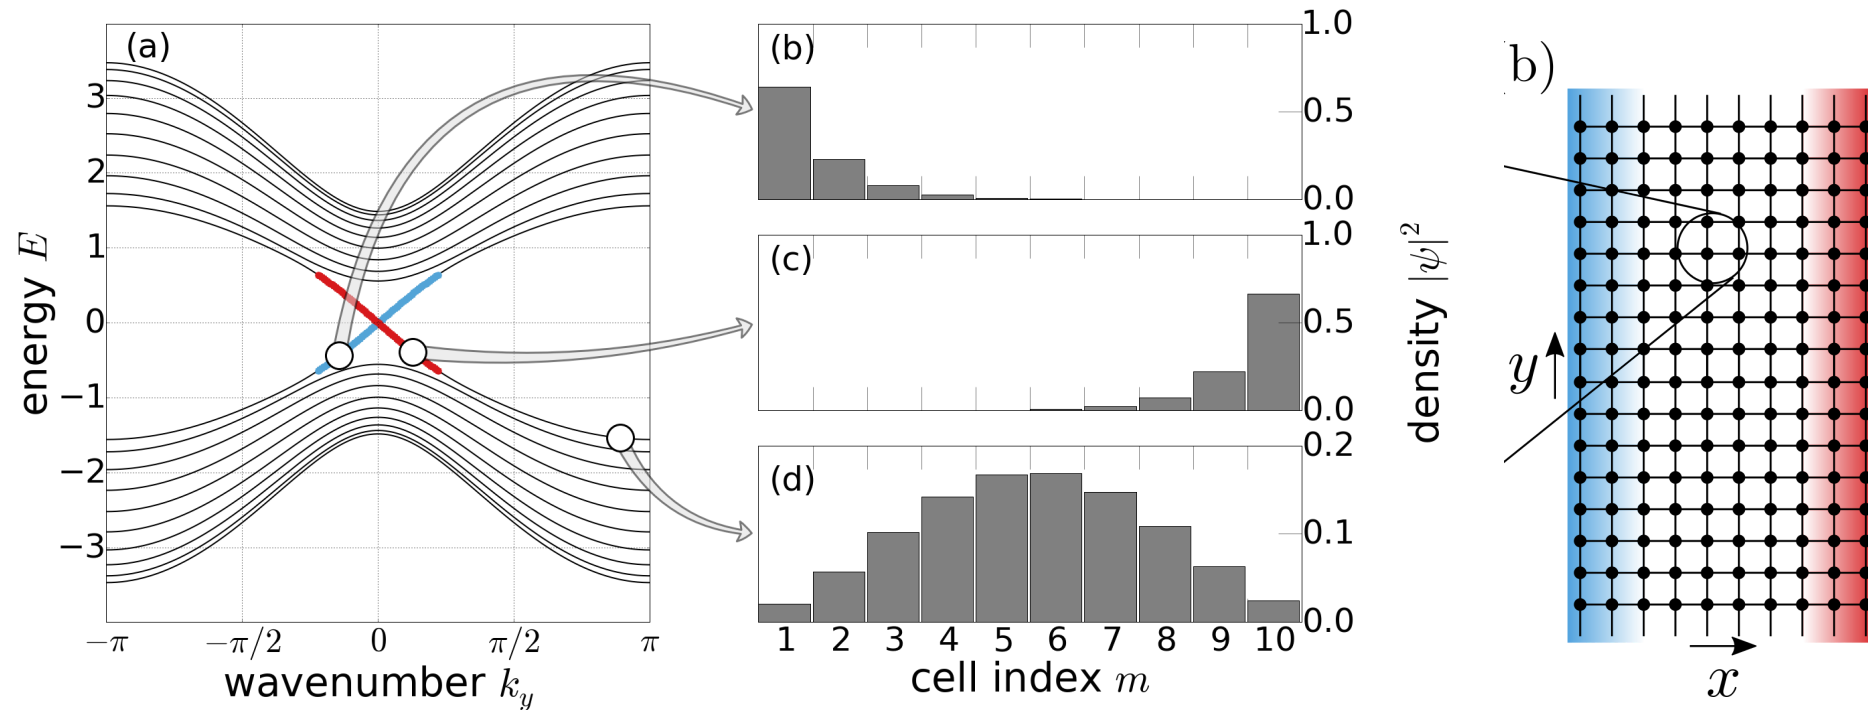 (a)
3
2
1
0
−1
−2
−3
energy E
−π
−π/2
0
π/2
π
wavenumber k_y
(b)
1.0
0.5
0.0
(c)
1.0
0.5
0.0
(d)
0.2
0.1
0.0
1 2 3 4 5 6 7 8 9 10
cell index m
density |ψ|²
b)
y
x